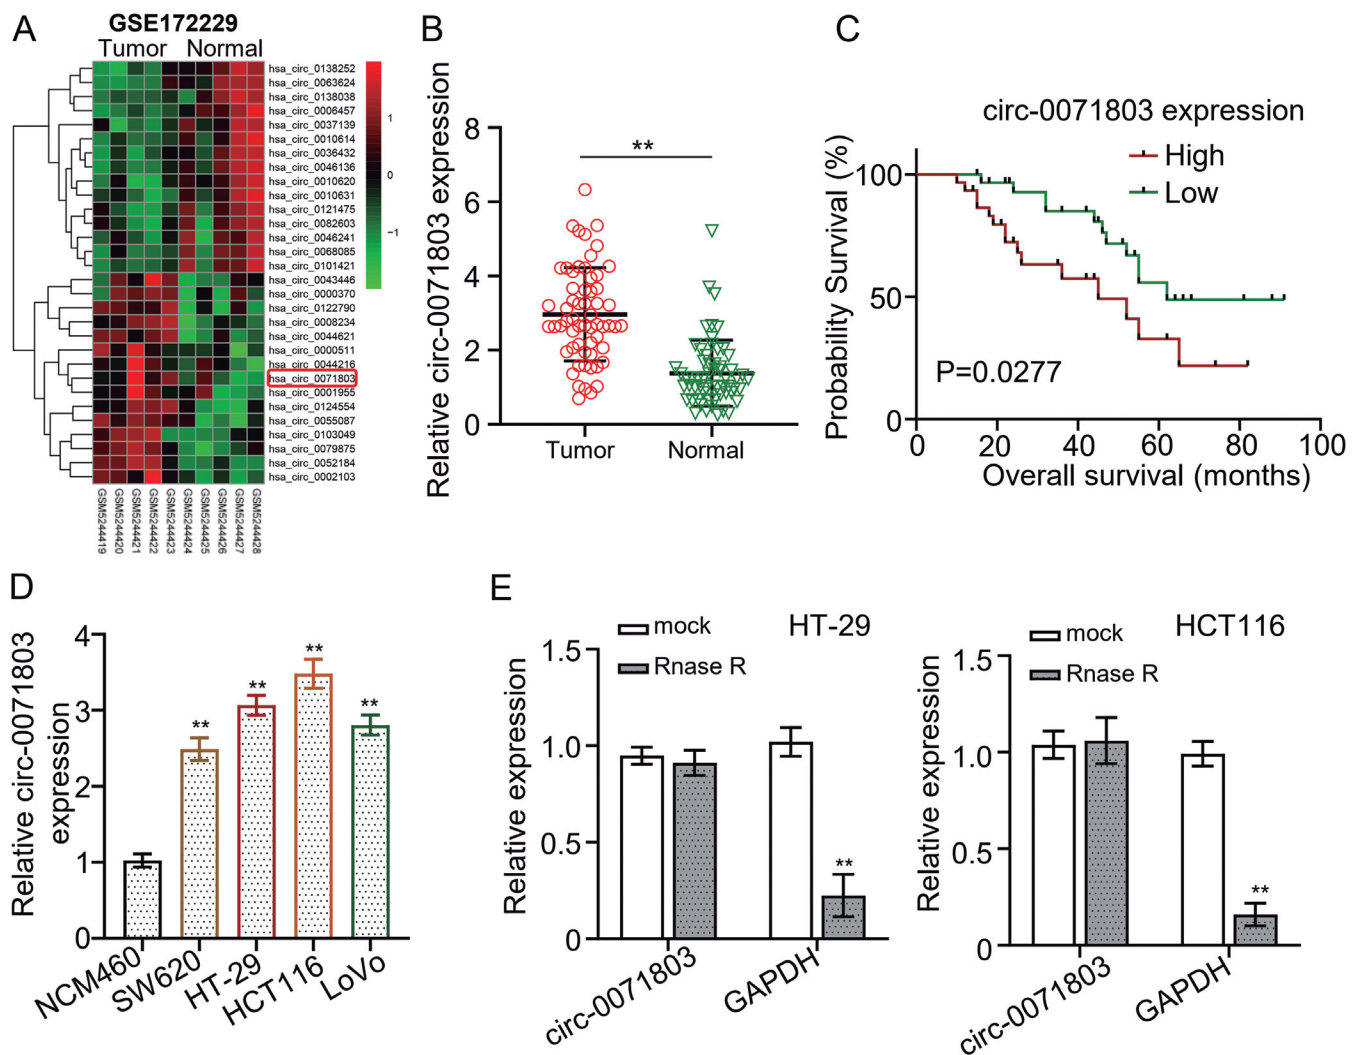 A
GSE172229
Tumor Normal
hsa_circ_0138252
hsa_circ_0063624
hsa_circ_0138038
hsa_circ_0006457
hsa_circ_0037139
hsa_circ_0010614
hsa_circ_0036432
hsa_circ_0046136
hsa_circ_0010620
hsa_circ_0010631
hsa_circ_0121475
hsa_circ_0082603
hsa_circ_0046241
hsa_circ_0068085
hsa_circ_0101421
hsa_circ_0043446
hsa_circ_0000370
hsa_circ_0122790
hsa_circ_0008234
hsa_circ_0044621
hsa_circ_0000511
hsa_circ_0044216
hsa_circ_0071803
hsa_circ_0001955
hsa_circ_0124554
hsa_circ_0055087
hsa_circ_0103049
hsa_circ_0079875
hsa_circ_0052184
hsa_circ_0002103
1
0
−1
GSM5244419
GSM5244420
GSM5244421
GSM5244422
GSM5244423
GSM5244424
GSM5244425
GSM5244426
GSM5244427
GSM5244428
B
Relative circ-0071803 expression
8
6
4
2
0
**
Tumor Normal
C
circ-0071803 expression
High
Low
Probability Survival (%)
100
50
0
P=0.0277
0 20 40 60 80 100
Overall survival (months)
D
Relative circ-0071803
expression
4
3
2
1
0
** ** ** **
NCM460 SW620 HT-29 HCT116 LoVo
E
mock
Rnase R
HT-29
Relative expression
1.5
1.0
0.5
0
**
circ-0071803 GAPDH
mock
Rnase R
HCT116
Relative expression
1.5
1.0
0.5
0
**
circ-0071803 GAPDH